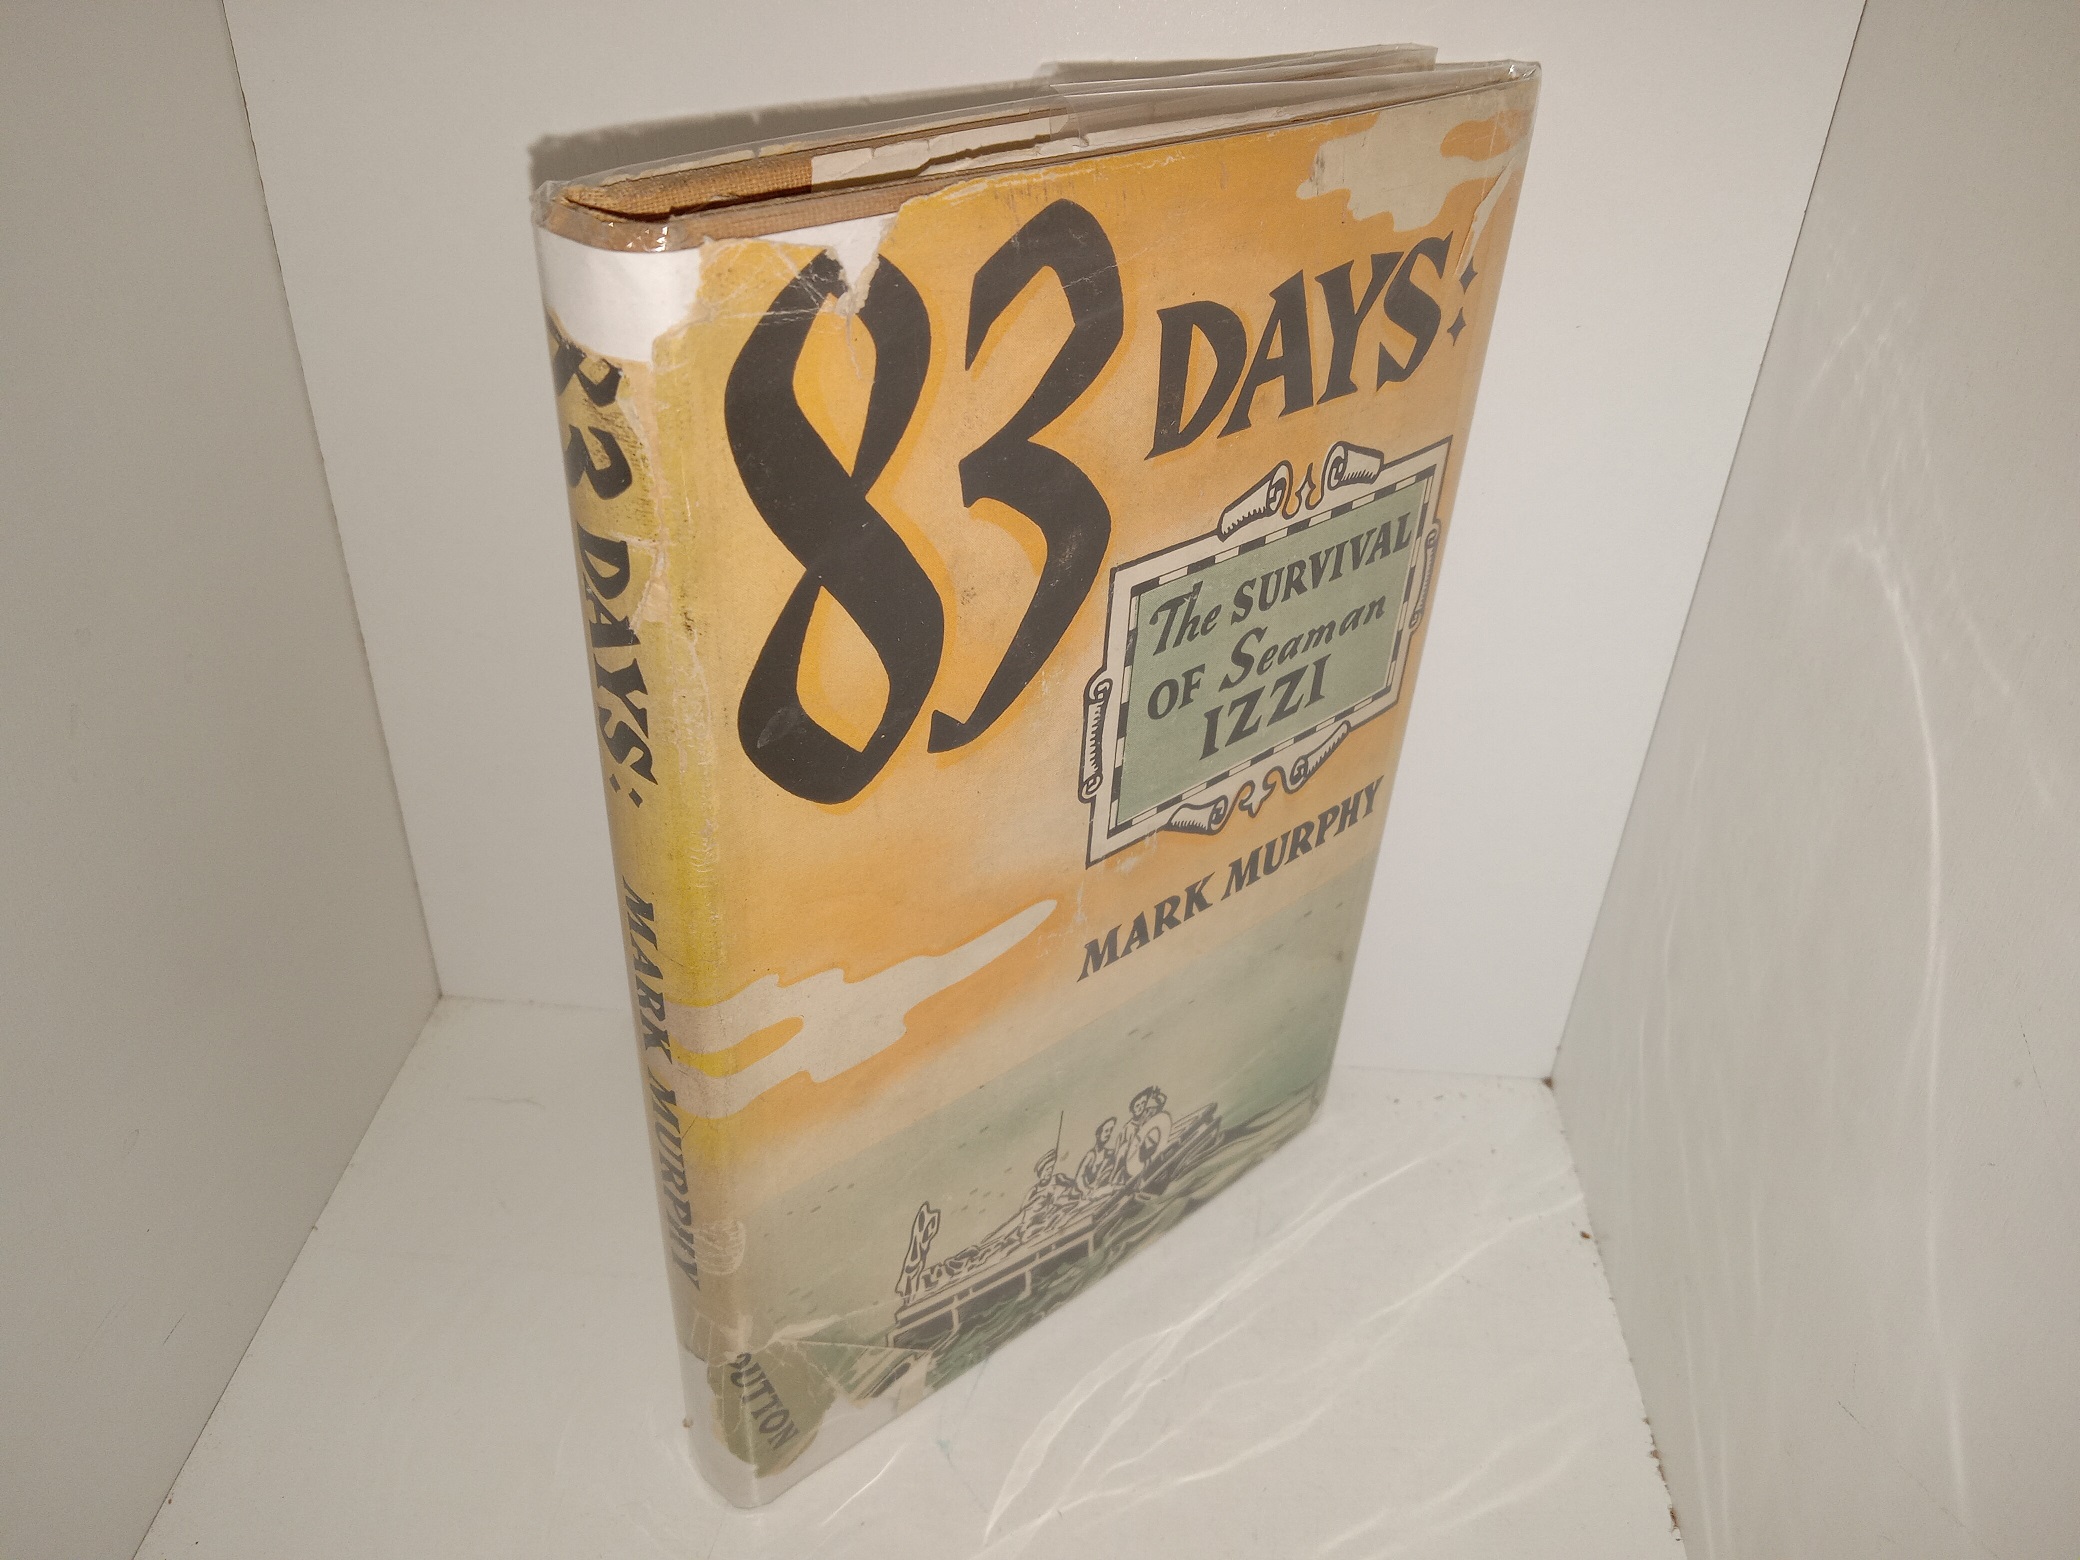 83 DAYS:
The SURVIVAL
OF Seaman
IZZI
MARK MURPHY
83 DAYS: MARK MURPHY
DUTTON